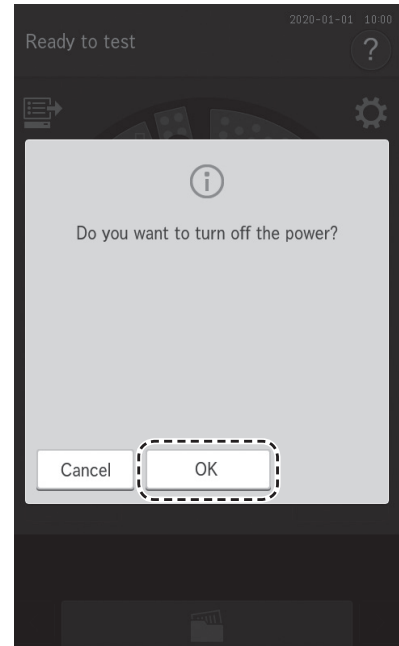 2020-01-01 10:00
Ready to test
?
Do you want to turn off the power?
Cancel
OK